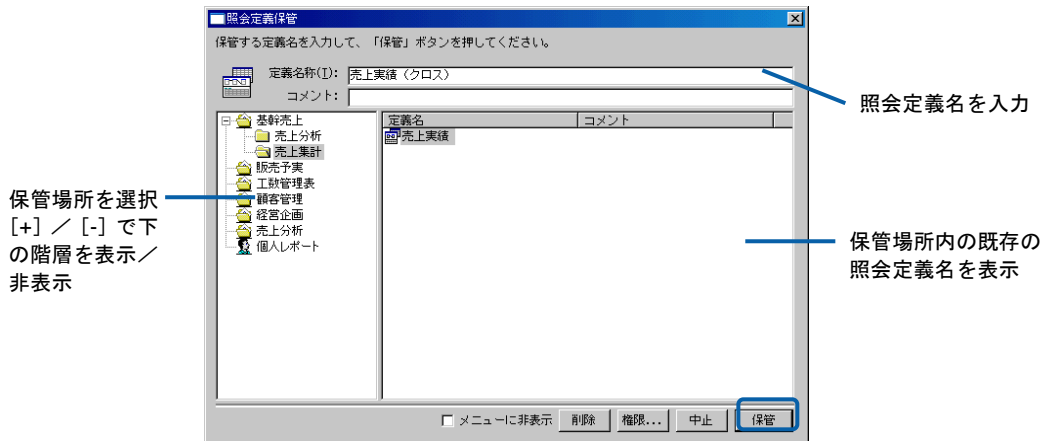 照会定義保管
保管する定義名を入力して、「保管」ボタンを押してください。
定義名称(I): 売上実績（クロス）
コメント:
照会定義名を入力
基幹売上
売上分析
売上集計
販売予実
工数管理表
顧客管理
経営企画
売上分析
個人レポート
定義名 コメント
売上実績
保管場所を選択
[+] ／ [-] で下
の階層を表示／
非表示
保管場所内の既存の
照会定義名を表示
メニューに非表示 削除 権限... 中止 保管